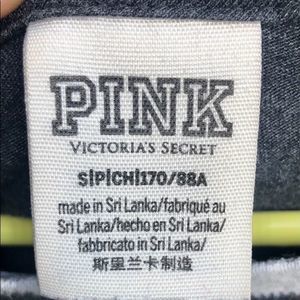 PINK
VICTORIA'S SECRET
S|P|CH|170/88A
made in Sri Lanka/fabriqué au
Sri Lanka/hecho en Sri Lanka/
fabbricato in Sri Lanka/
斯里兰卡制造